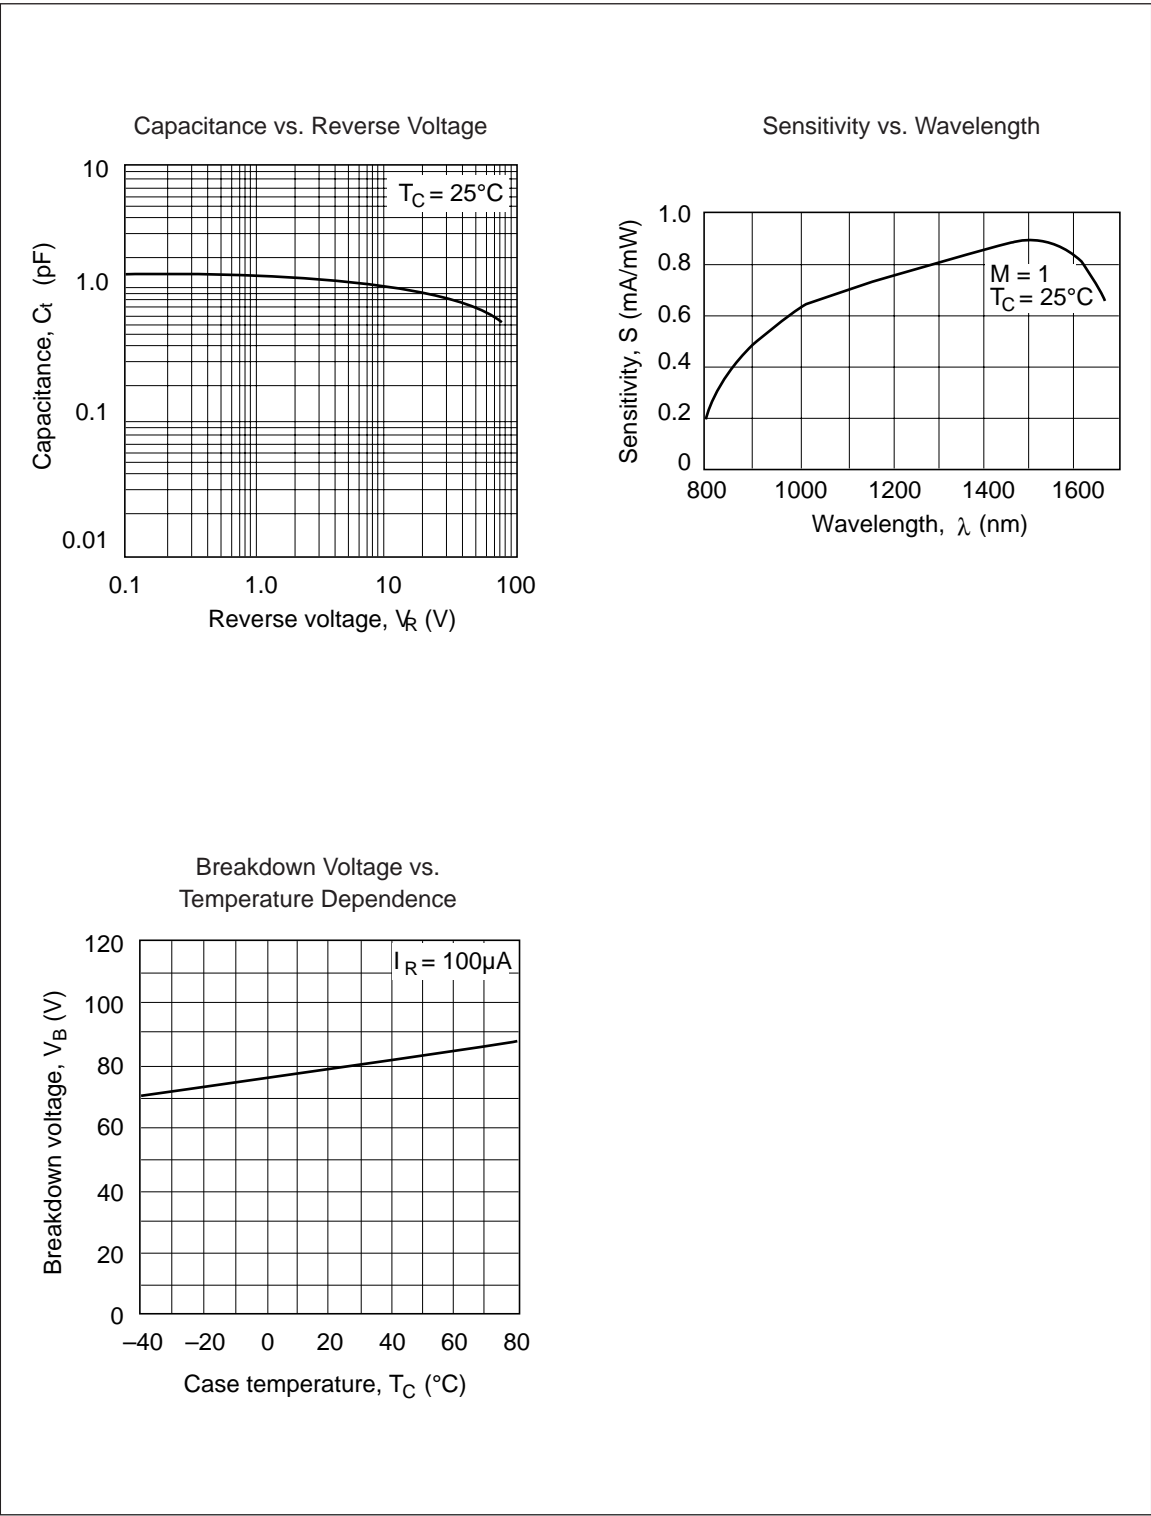 Capacitance vs. Reverse Voltage
10
1.0
0.1
0.01
Capacitance, Ct (pF)
TC = 25°C
0.1 1.0 10 100
Reverse voltage, VR (V)
Sensitivity vs. Wavelength
1.0
0.8
0.6
0.4
0.2
0
Sensitivity, S (mA/mW)
M = 1
TC = 25°C
800 1000 1200 1400 1600
Wavelength, λ (nm)
Breakdown Voltage vs.
Temperature Dependence
120
100
80
60
40
20
0
Breakdown voltage, VB (V)
IR = 100µA
–40 –20 0 20 40 60 80
Case temperature, TC (°C)